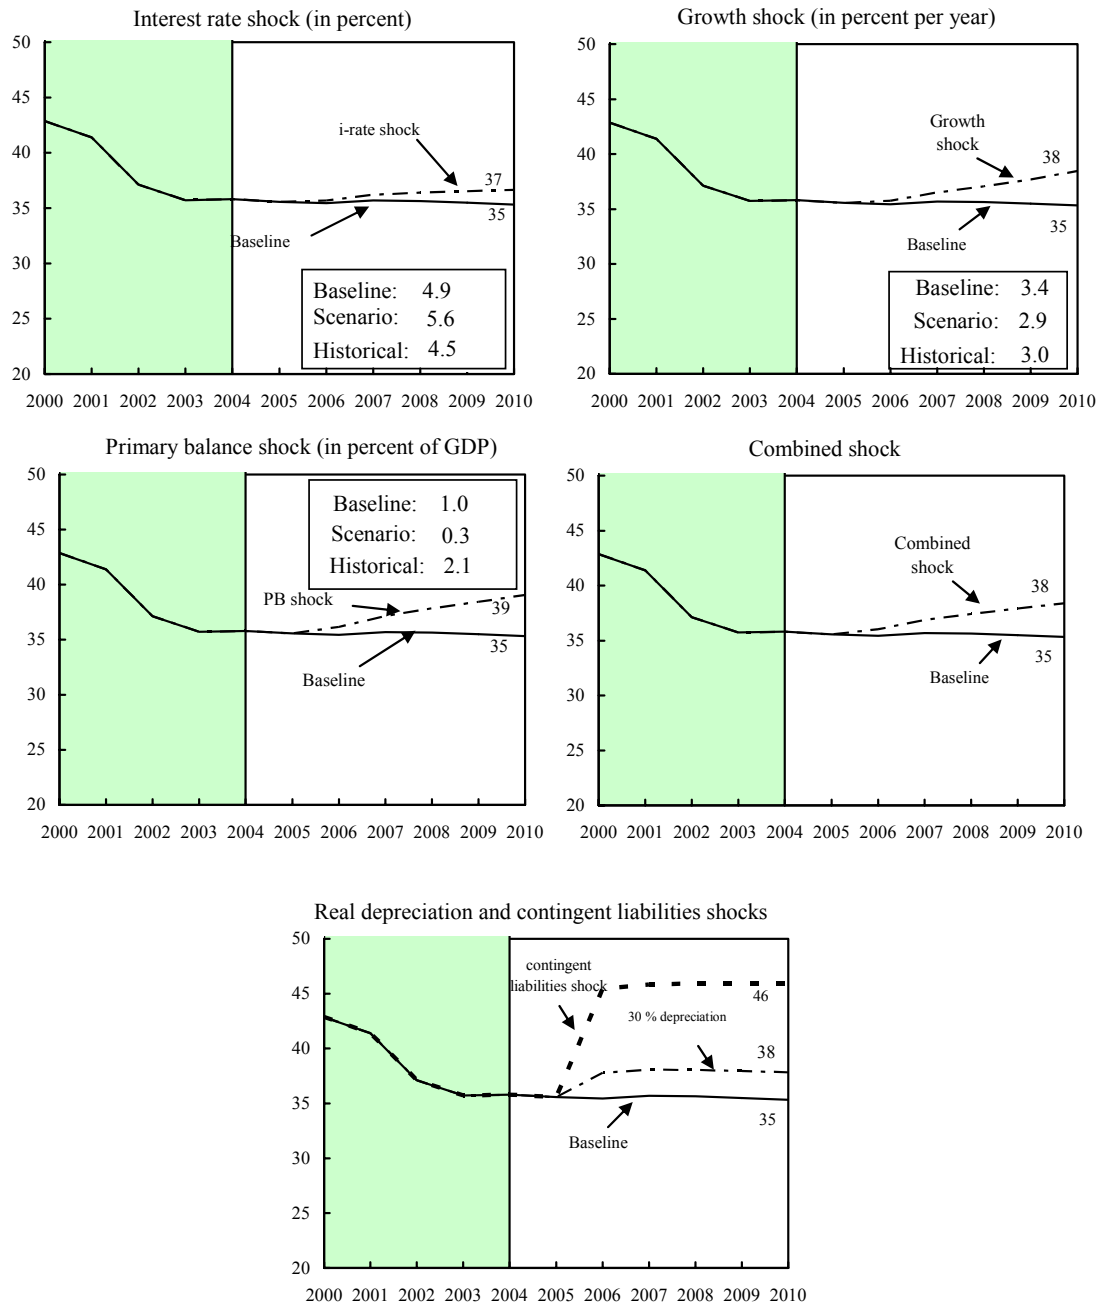 Interest rate shock (in percent)
50
45
40
35
30
25
20
i-rate shock
37
35
Baseline
Baseline: 4.9
Scenario: 5.6
Historical: 4.5
2000 2001 2002 2003 2004 2005 2006 2007 2008 2009 2010
Growth shock (in percent per year)
50
45
40
35
30
25
20
Growth
shock
38
35
Baseline
Baseline: 3.4
Scenario: 2.9
Historical: 3.0
2000 2001 2002 2003 2004 2005 2006 2007 2008 2009 2010
Primary balance shock (in percent of GDP)
50
45
40
35
30
25
20
Baseline: 1.0
Scenario: 0.3
Historical: 2.1
PB shock
39
35
Baseline
2000 2001 2002 2003 2004 2005 2006 2007 2008 2009 2010
Combined shock
50
45
40
35
30
25
20
Combined
shock
38
35
Baseline
2000 2001 2002 2003 2004 2005 2006 2007 2008 2009 2010
Real depreciation and contingent liabilities shocks
50
45
40
35
30
25
20
contingent
liabilities shock
46
30 % depreciation
38
35
Baseline
2000 2001 2002 2003 2004 2005 2006 2007 2008 2009 2010